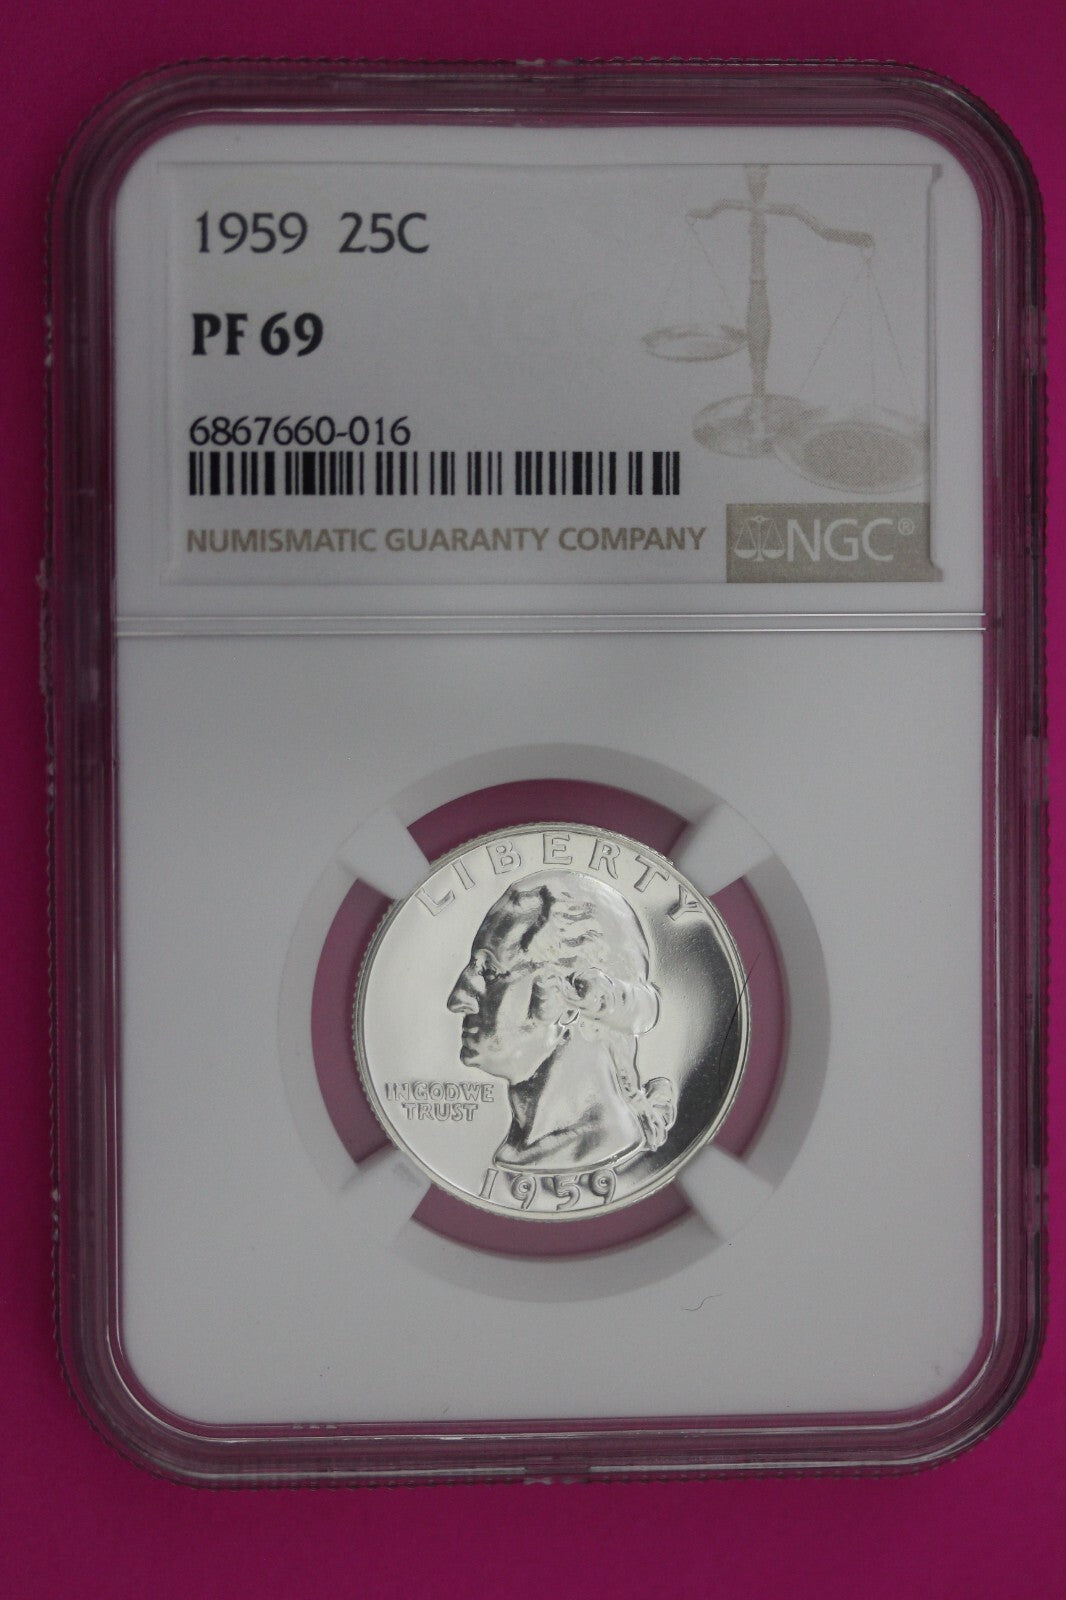 1959 25C
PF 69
6867660-016
NUMISMATIC GUARANTY COMPANY
NGC®
LIBERTY
IN GOD WE
TRUST
1959